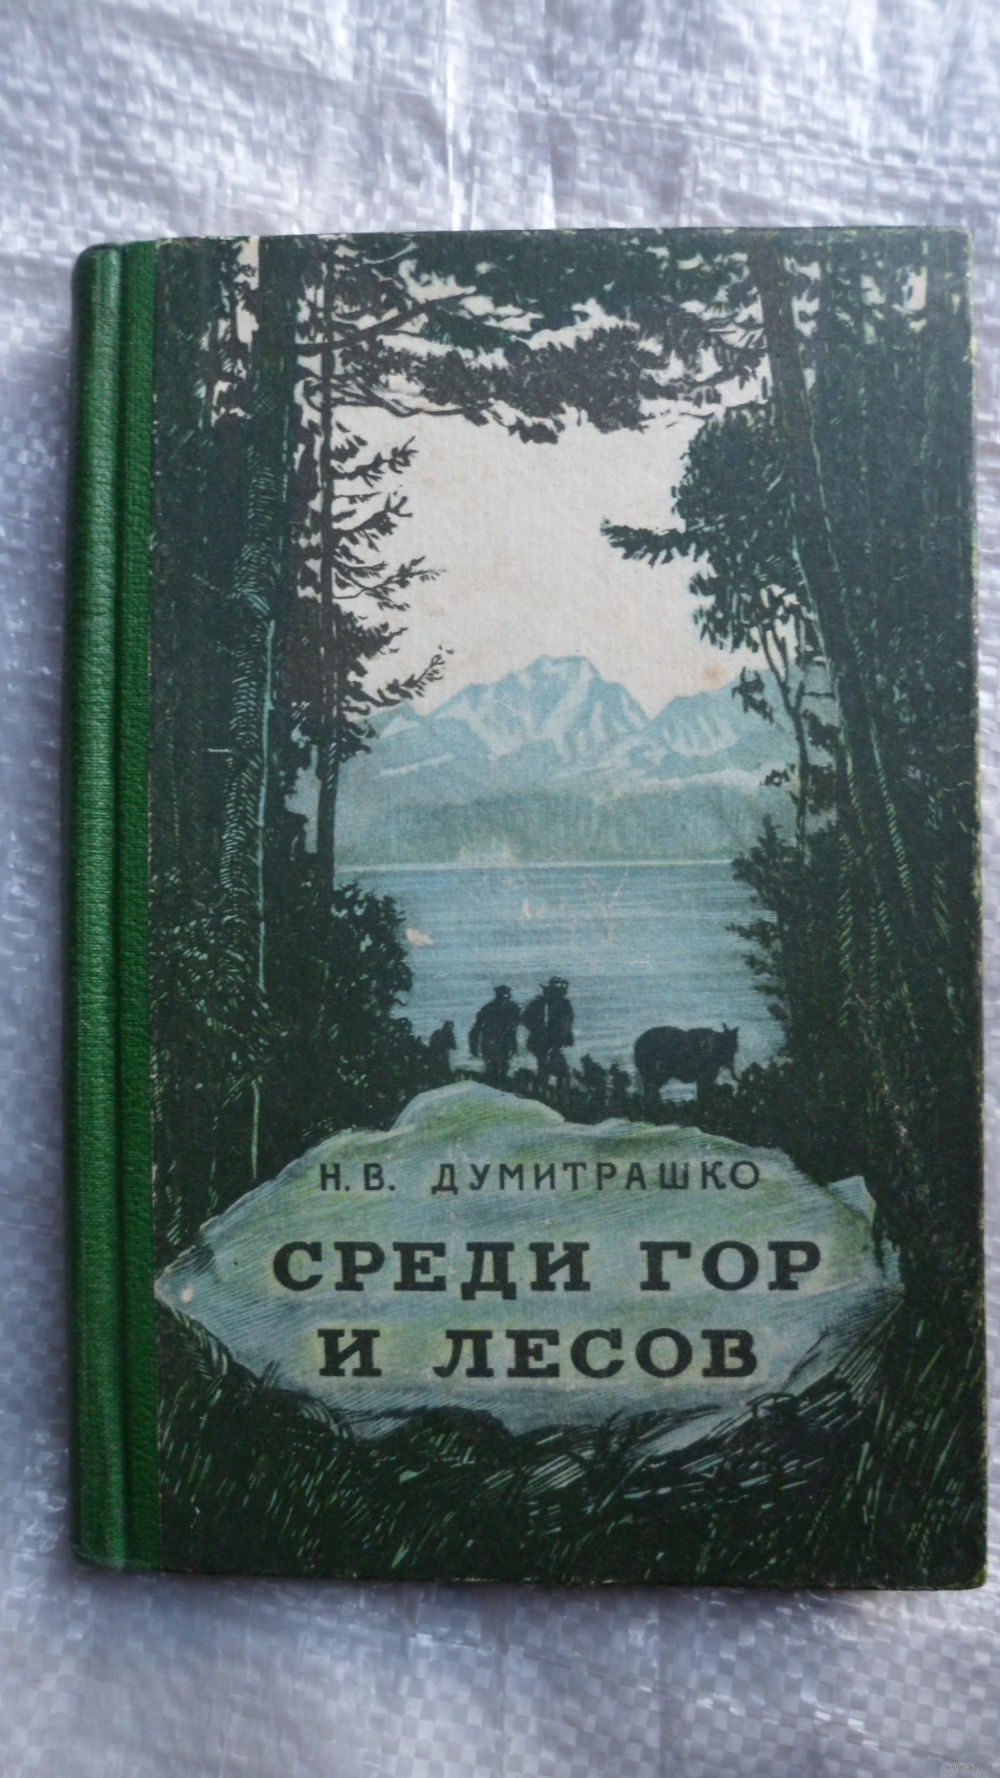 Н. В. ДУМИТРАШКО
СРЕДИ ГОР
И ЛЕСОВ